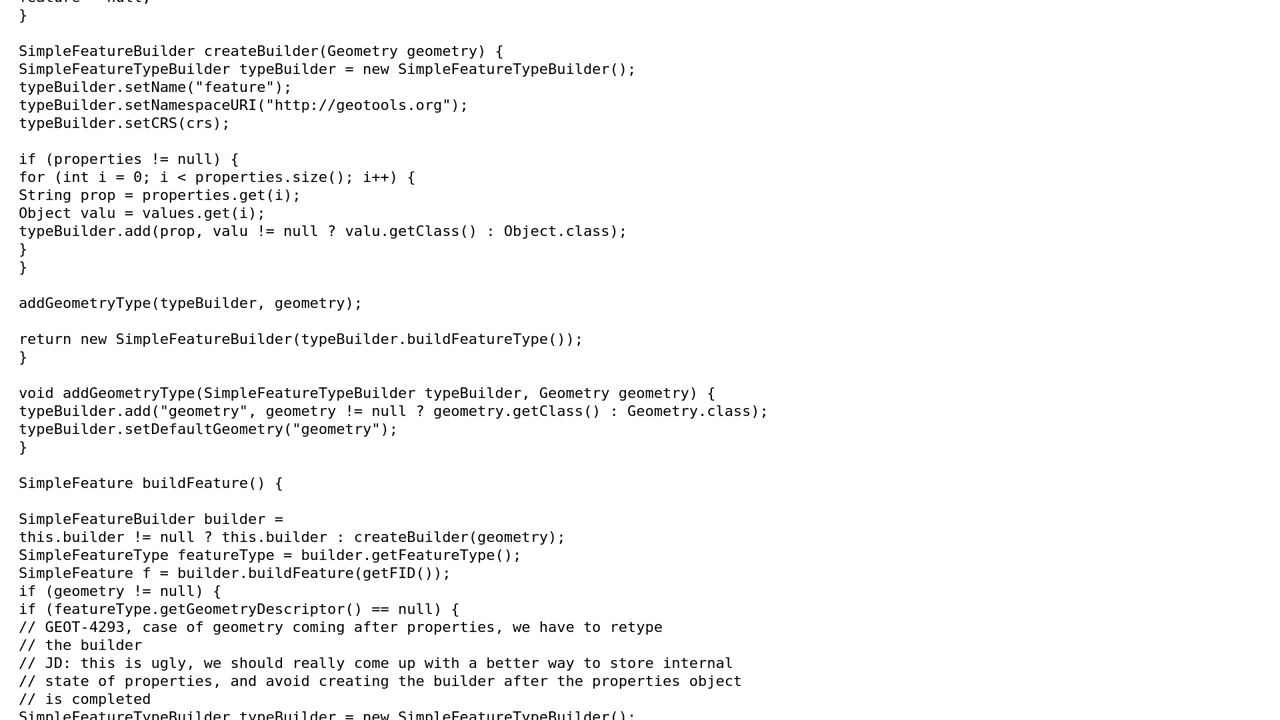 feature = null;
}

SimpleFeatureBuilder createBuilder(Geometry geometry) {
SimpleFeatureTypeBuilder typeBuilder = new SimpleFeatureTypeBuilder();
typeBuilder.setName("feature");
typeBuilder.setNamespaceURI("http://geotools.org");
typeBuilder.setCRS(crs);

if (properties != null) {
for (int i = 0; i < properties.size(); i++) {
String prop = properties.get(i);
Object valu = values.get(i);
typeBuilder.add(prop, valu != null ? valu.getClass() : Object.class);
}
}

addGeometryType(typeBuilder, geometry);

return new SimpleFeatureBuilder(typeBuilder.buildFeatureType());
}

void addGeometryType(SimpleFeatureTypeBuilder typeBuilder, Geometry geometry) {
typeBuilder.add("geometry", geometry != null ? geometry.getClass() : Geometry.class);
typeBuilder.setDefaultGeometry("geometry");
}

SimpleFeature buildFeature() {

SimpleFeatureBuilder builder =
this.builder != null ? this.builder : createBuilder(geometry);
SimpleFeatureType featureType = builder.getFeatureType();
SimpleFeature f = builder.buildFeature(getFID());
if (geometry != null) {
if (featureType.getGeometryDescriptor() == null) {
// GEOT-4293, case of geometry coming after properties, we have to retype
// the builder
// JD: this is ugly, we should really come up with a better way to store internal
// state of properties, and avoid creating the builder after the properties object
// is completed
SimpleFeatureTypeBuilder typeBuilder = new SimpleFeatureTypeBuilder();